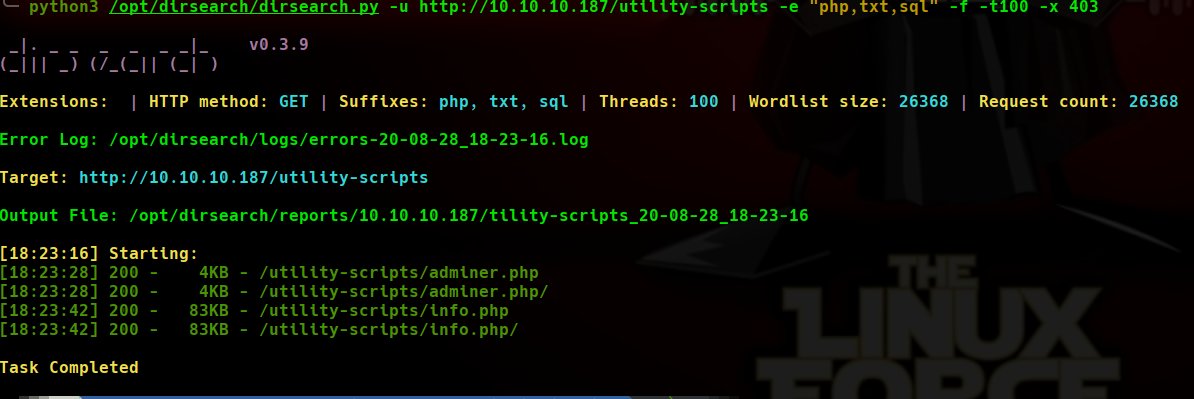 python3 /opt/dirsearch/dirsearch.py -u http://10.10.10.187/utility-scripts -e "php,txt,sql" -f -t100 -x 403
_|. _ _  _  _  _ _|_    v0.3.9
(_||| _) (/_(_|| (_| )
Extensions:  | HTTP method: GET | Suffixes: php, txt, sql | Threads: 100 | Wordlist size: 26368 | Request count: 26368
Error Log: /opt/dirsearch/logs/errors-20-08-28_18-23-16.log
Target: http://10.10.10.187/utility-scripts
Output File: /opt/dirsearch/reports/10.10.10.187/tility-scripts_20-08-28_18-23-16
[18:23:16] Starting:
[18:23:28] 200 -    4KB - /utility-scripts/adminer.php
[18:23:28] 200 -    4KB - /utility-scripts/adminer.php/
[18:23:42] 200 -   83KB - /utility-scripts/info.php
[18:23:42] 200 -   83KB - /utility-scripts/info.php/
Task Completed
THE
LINUX
FORCE